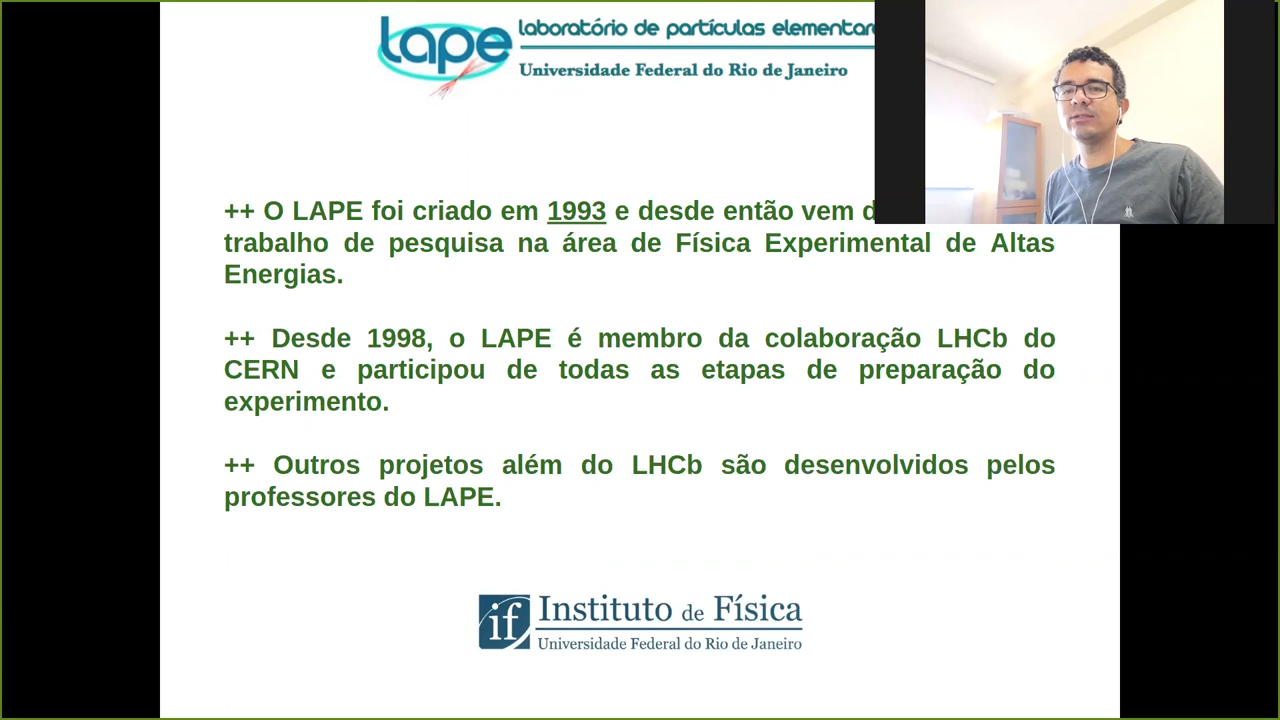 lape laboratório de partículas
Universidade Federal do Rio de Janeiro
++ O LAPE foi criado em 1993 e desde então vem
trabalho de pesquisa na área de Física Experimental de Altas
Energias.
++ Desde 1998, o LAPE é membro da colaboração LHCb do
CERN e participou de todas as etapas de preparação do
experimento.
++ Outros projetos além do LHCb são desenvolvidos pelos
professores do LAPE.
if Instituto de Física
Universidade Federal do Rio de Janeiro